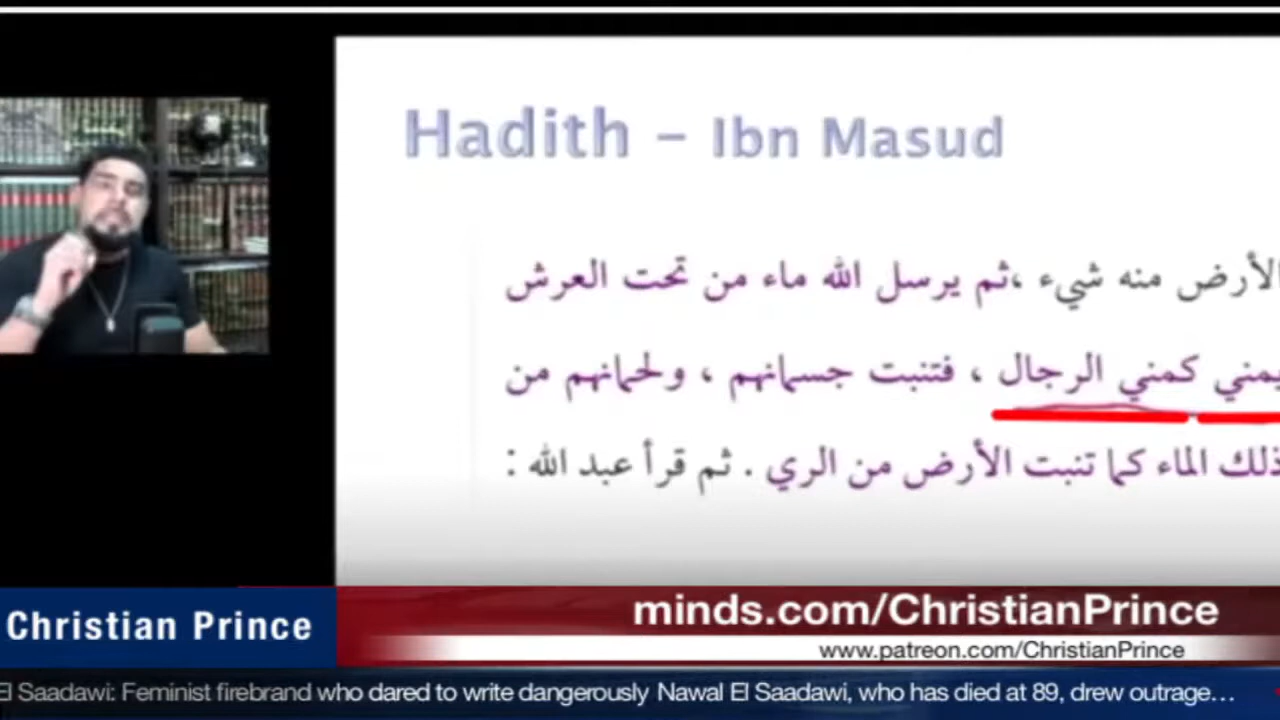 Hadith – Ibn Masud
الأرض منه شيء ،ثم يرسل الله ماء من تحت العرش
يمني كمني الرجال ، فتنبت جسمانهم ، ولحمانهم من
ذلك الماء كما تنبت الأرض من الري . ثم قرأ عبد الله :
Christian Prince
minds.com/ChristianPrince
www.patreon.com/ChristianPrince
El Saadawi: Feminist firebrand who dared to write dangerously Nawal El Saadawi, who has died at 89, drew outrage...